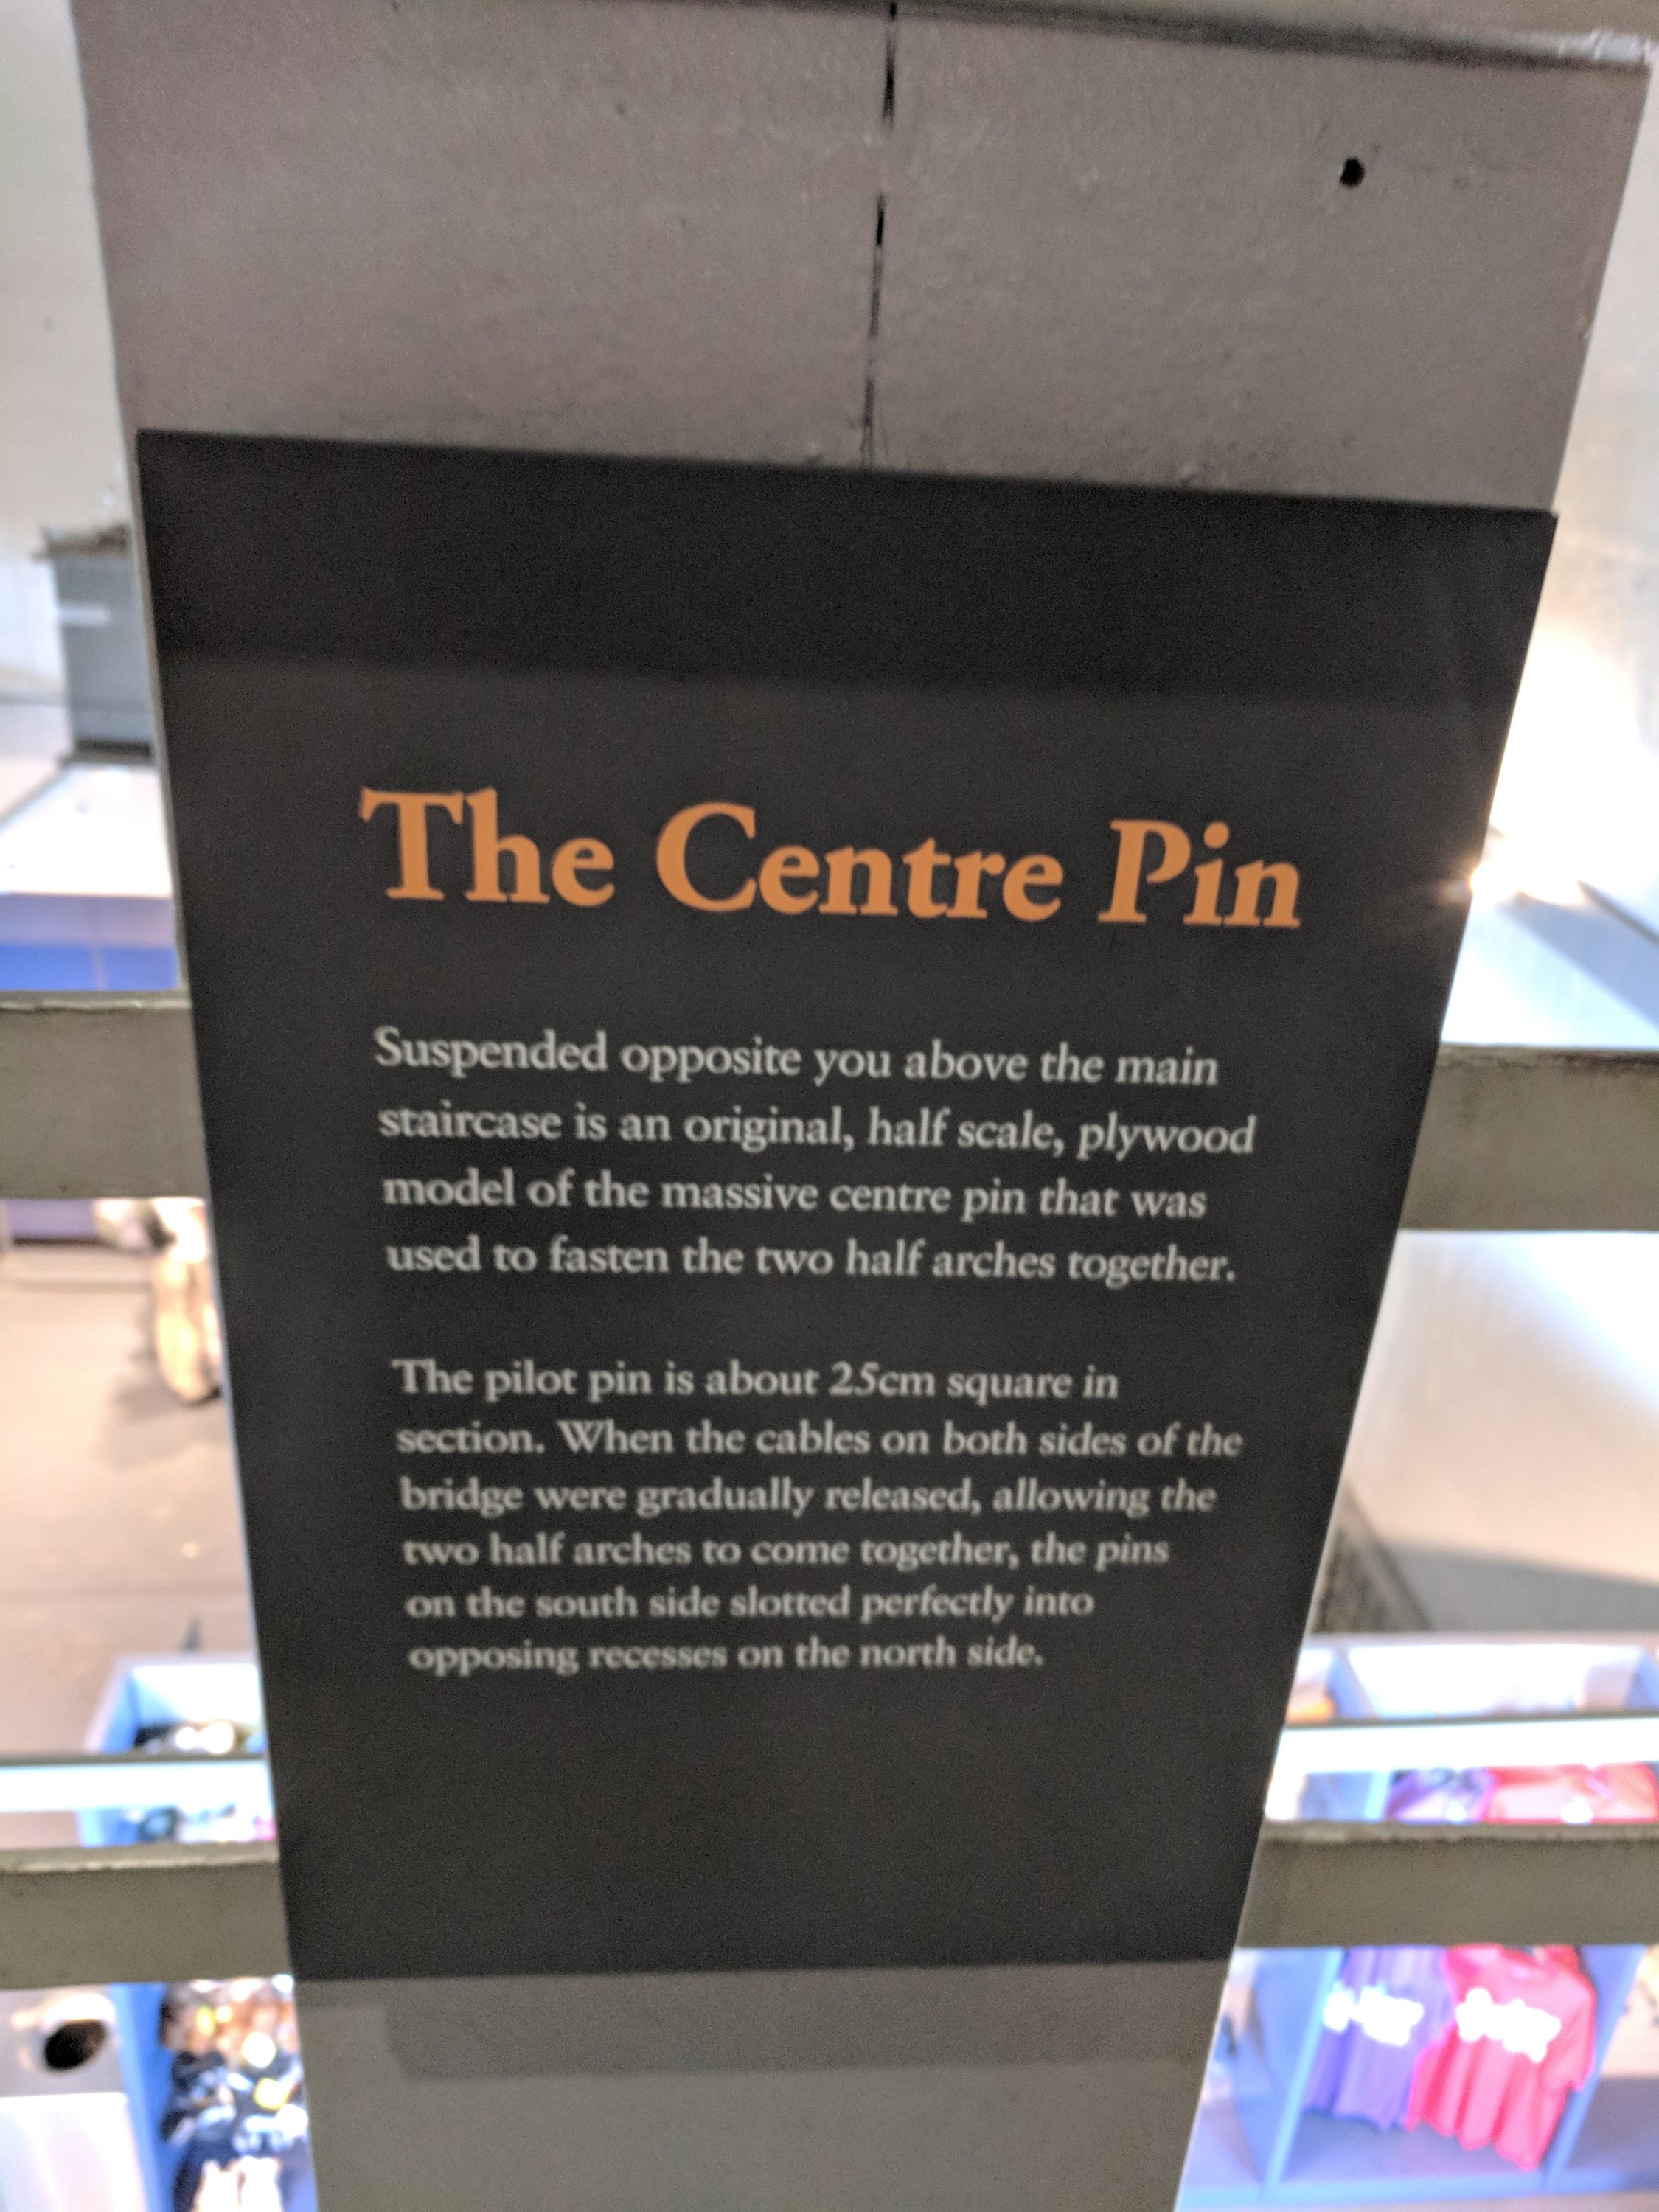 The Centre Pin
Suspended opposite you above the main
staircase is an original, half scale, plywood
model of the massive centre pin that was
used to fasten the two half arches together.
The pilot pin is about 25cm square in
section. When the cables on both sides of the
bridge were gradually released, allowing the
two half arches to come together, the pins
on the south side slotted perfectly into
opposing recesses on the north side.